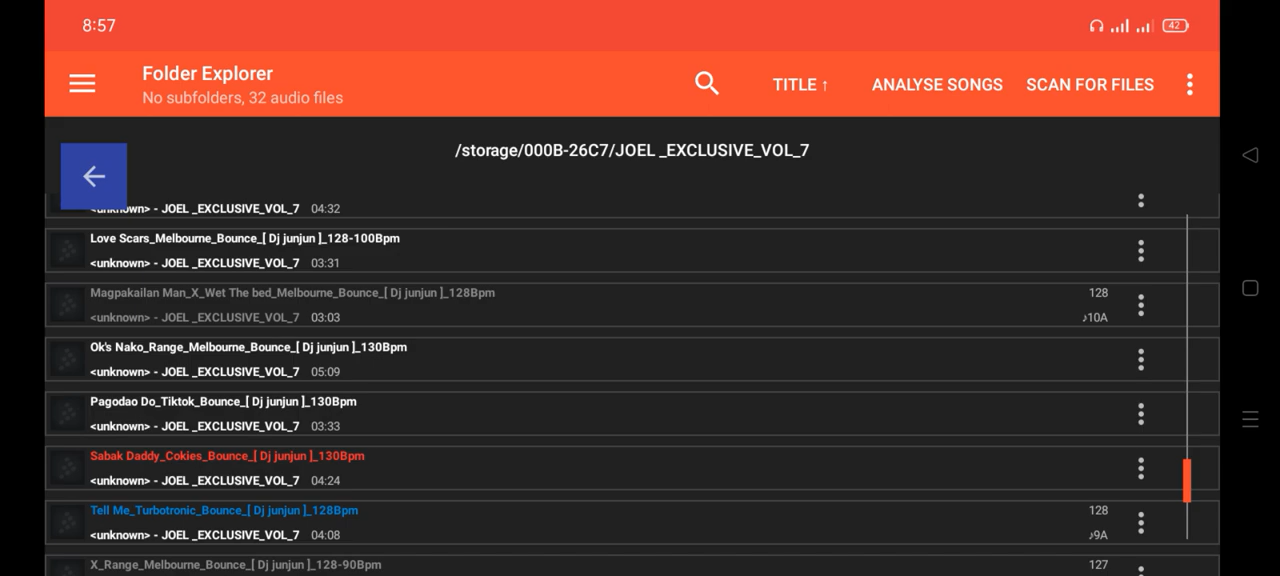 8:57
42
Folder Explorer
No subfolders, 32 audio files
TITLE ↑
ANALYSE SONGS
SCAN FOR FILES
/storage/000B-26C7/JOEL _EXCLUSIVE_VOL_7
<unknown> - JOEL _EXCLUSIVE_VOL_7 04:32
Love Scars_Melbourne_Bounce_[ Dj junjun ]_128-100Bpm
<unknown> - JOEL _EXCLUSIVE_VOL_7 03:31
Magpakailan Man_X_Wet The bed_Melbourne_Bounce_[ Dj junjun ]_128Bpm 128
<unknown> - JOEL _EXCLUSIVE_VOL_7 03:03 ♪10A
Ok's Nako_Range_Melbourne_Bounce_[ Dj junjun ]_130Bpm
<unknown> - JOEL _EXCLUSIVE_VOL_7 05:09
Pagodao Do_Tiktok_Bounce_[ Dj junjun ]_130Bpm
<unknown> - JOEL _EXCLUSIVE_VOL_7 03:33
Sabak Daddy_Cokies_Bounce_[ Dj junjun ]_130Bpm
<unknown> - JOEL _EXCLUSIVE_VOL_7 04:24
Tell Me_Turbotronic_Bounce_[ Dj junjun ]_128Bpm 128
<unknown> - JOEL _EXCLUSIVE_VOL_7 04:08 ♪9A
X_Range_Melbourne_Bounce_[ Dj junjun ]_128-90Bpm 127